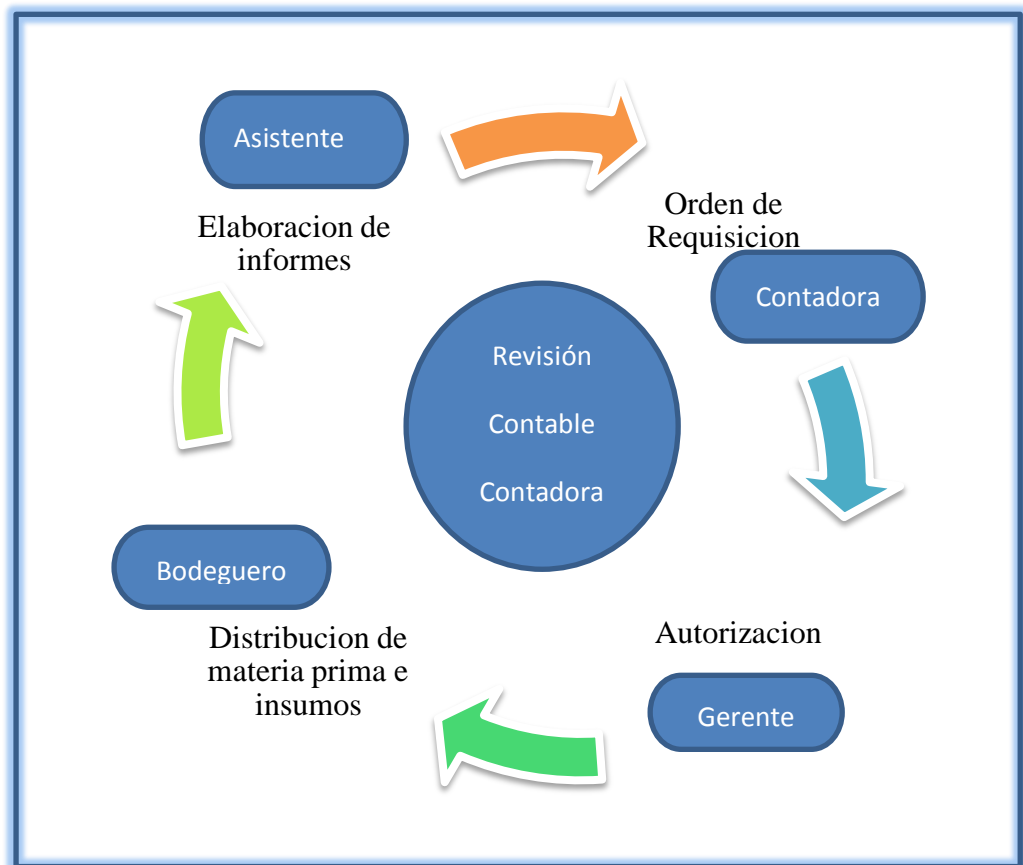 Asistente
Elaboracion de
informes
Orden de
Requisicion
Contadora
Revisión
Contable
Contadora
Bodeguero
Distribucion de
materia prima e
insumos
Autorizacion
Gerente